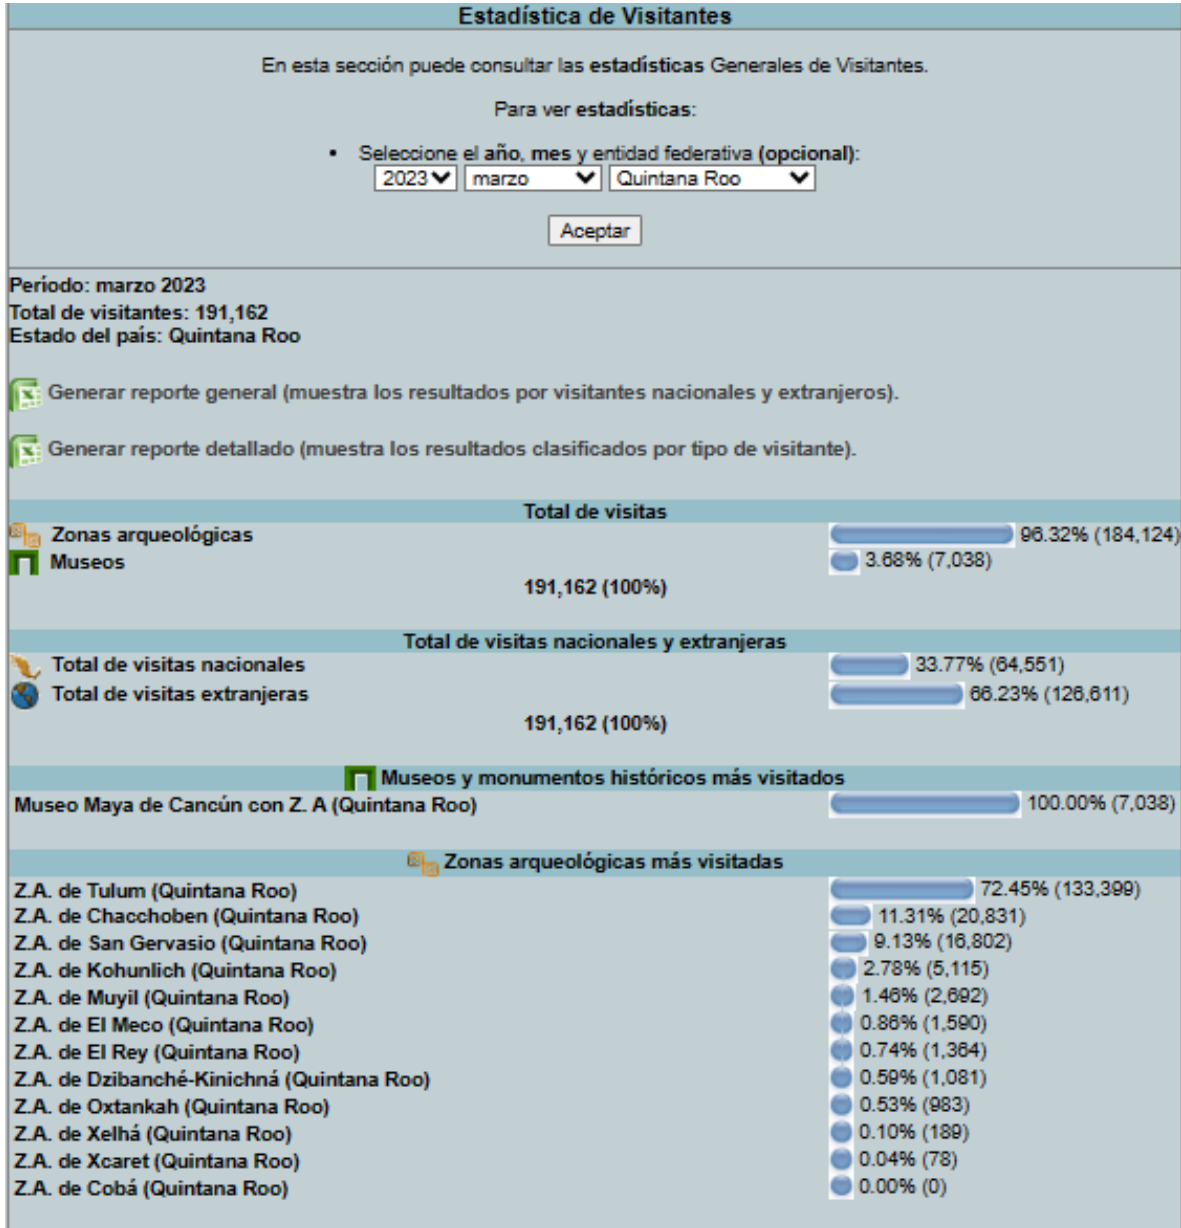 Estadística de Visitantes
En esta sección puede consultar las estadísticas Generales de Visitantes.
Para ver estadísticas:
• Seleccione el año, mes y entidad federativa (opcional):
2023 marzo Quintana Roo
Aceptar
Período: marzo 2023
Total de visitantes: 191,162
Estado del país: Quintana Roo
Generar reporte general (muestra los resultados por visitantes nacionales y extranjeros).
Generar reporte detallado (muestra los resultados clasificados por tipo de visitante).
Total de visitas
Zonas arqueológicas 96.32% (184,124)
Museos 3.68% (7,038)
191,162 (100%)
Total de visitas nacionales y extranjeras
Total de visitas nacionales 33.77% (64,551)
Total de visitas extranjeras 66.23% (126,611)
191,162 (100%)
Museos y monumentos históricos más visitados
Museo Maya de Cancún con Z. A (Quintana Roo) 100.00% (7,038)
Zonas arqueológicas más visitadas
Z.A. de Tulum (Quintana Roo) 72.45% (133,399)
Z.A. de Chacchoben (Quintana Roo) 11.31% (20,831)
Z.A. de San Gervasio (Quintana Roo) 9.13% (16,802)
Z.A. de Kohunlich (Quintana Roo) 2.78% (5,115)
Z.A. de Muyil (Quintana Roo) 1.46% (2,692)
Z.A. de El Meco (Quintana Roo) 0.86% (1,590)
Z.A. de El Rey (Quintana Roo) 0.74% (1,364)
Z.A. de Dzibanché-Kinichná (Quintana Roo) 0.59% (1,081)
Z.A. de Oxtankah (Quintana Roo) 0.53% (983)
Z.A. de Xelhá (Quintana Roo) 0.10% (189)
Z.A. de Xcaret (Quintana Roo) 0.04% (78)
Z.A. de Cobá (Quintana Roo) 0.00% (0)